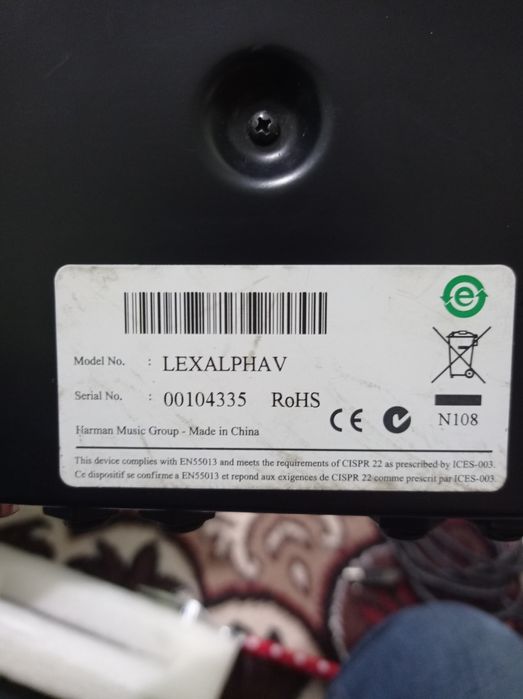 Model No. : LEXALPHAV
Serial No. : 00104335 RoHS
Harman Music Group - Made in China
CE
N108
This device complies with EN55013 and meets the requirements of CISPR 22 as prescribed by ICES-003.
Ce dispositif se confirme a EN55013 et repond aux exigences de CISPR 22 comme prescrit par ICES-003.